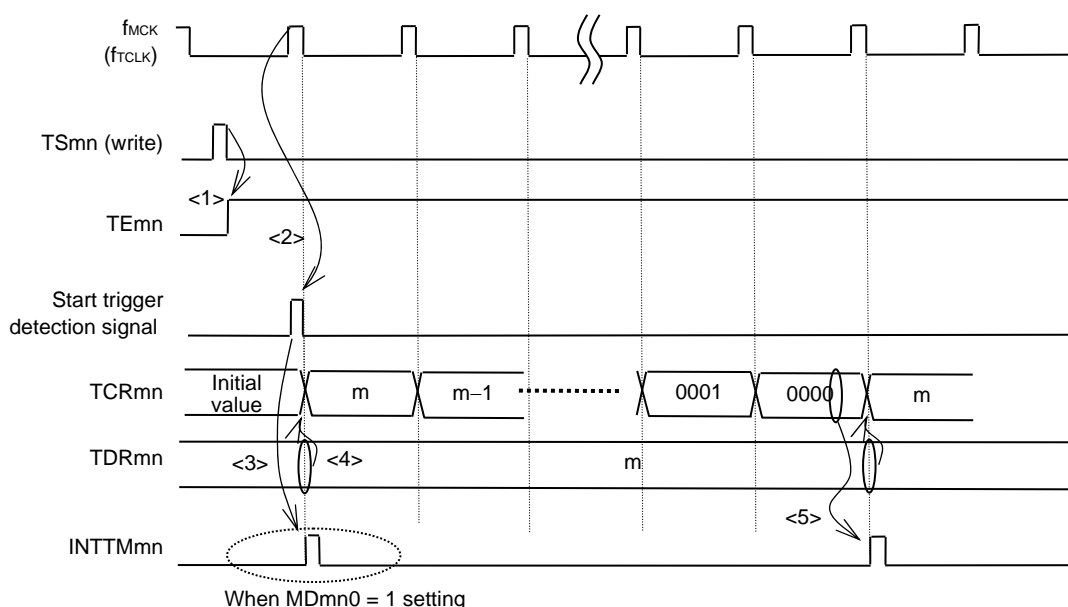 fMCK
(fTCLK)
TSmn (write)
<1>
TEmn
<2>
Start trigger
detection signal
TCRmn
Initial
value
m
m−1
0001
0000
m
TDRmn
<3>
<4>
m
<5>
INTTMmn
When MDmn0 = 1 setting